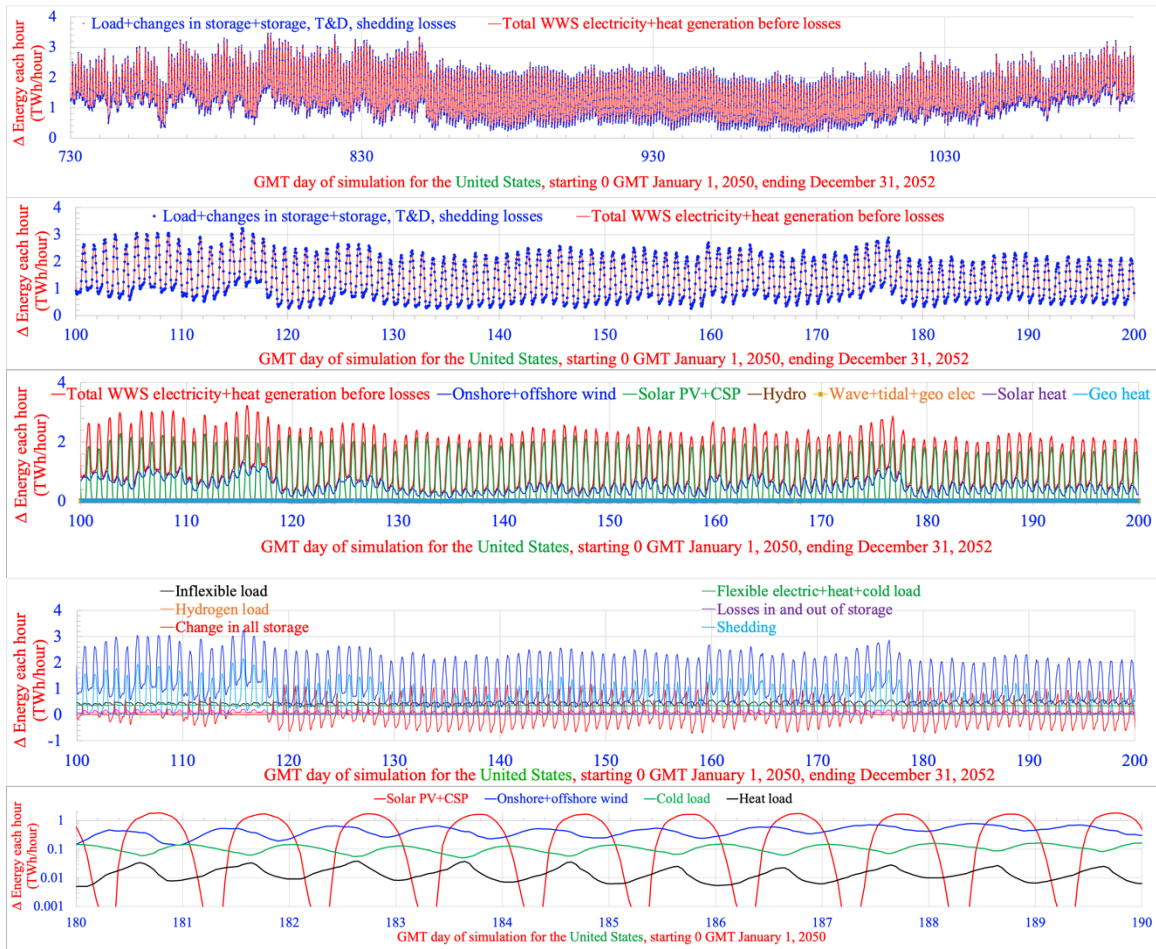 Load+changes in storage+storage, T&D, shedding losses Total WWS electricity+heat generation before losses
Δ Energy each hour
(TWh/hour)
4
3
2
1
0
730 830 930 1030
GMT day of simulation for the United States, starting 0 GMT January 1, 2050, ending December 31, 2052
Load+changes in storage+storage, T&D, shedding losses Total WWS electricity+heat generation before losses
Δ Energy each hour
(TWh/hour)
4
3
2
1
0
100 110 120 130 140 150 160 170 180 190 200
GMT day of simulation for the United States, starting 0 GMT January 1, 2050, ending December 31, 2052
Total WWS electricity+heat generation before losses Onshore+offshore wind Solar PV+CSP Hydro Wave+tidal+geo elec Solar heat Geo heat
Δ Energy each hour
(TWh/hour)
4
2
0
100 110 120 130 140 150 160 170 180 190 200
GMT day of simulation for the United States, starting 0 GMT January 1, 2050, ending December 31, 2052
Inflexible load Flexible electric+heat+cold load
Hydrogen load Losses in and out of storage
Change in all storage Shedding
Δ Energy each hour
(TWh/hour)
4
3
2
1
0
-1
100 110 120 130 140 150 160 170 180 190 200
GMT day of simulation for the United States, starting 0 GMT January 1, 2050, ending December 31, 2052
Solar PV+CSP Onshore+offshore wind Cold load Heat load
Δ Energy each hour
(TWh/hour)
1
0.1
0.01
0.001
180 181 182 183 184 185 186 187 188 189 190
GMT day of simulation for the United States, starting 0 GMT January 1, 2050